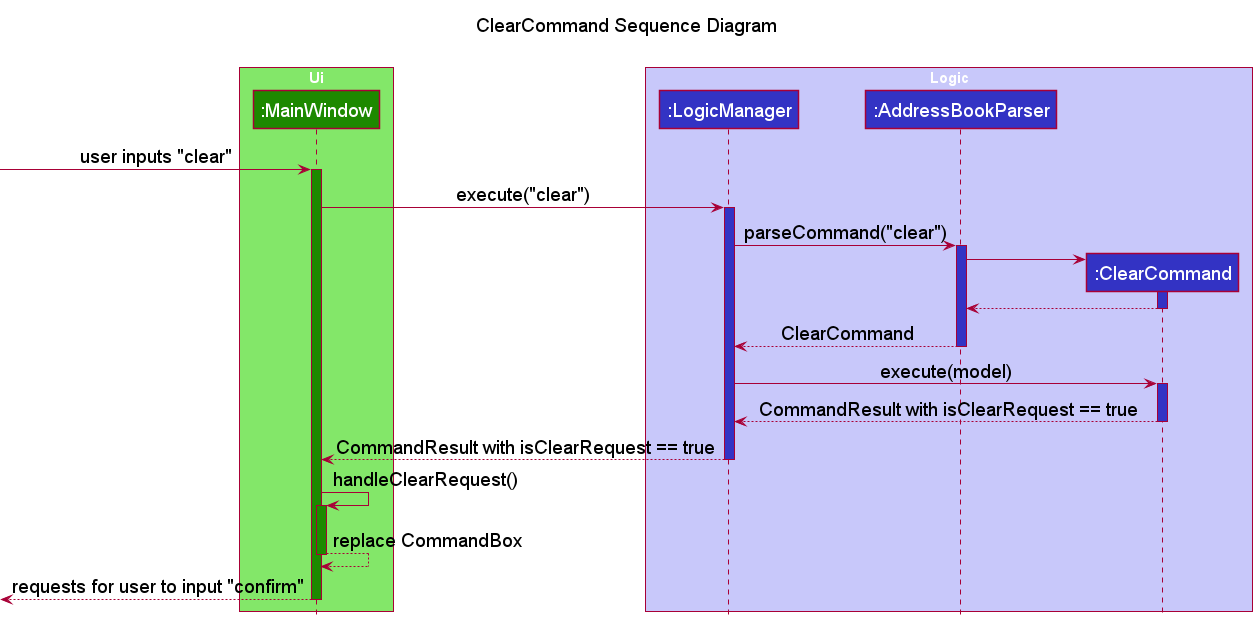 ClearCommand Sequence Diagram
Ui
Logic
:MainWindow
:LogicManager
:AddressBookParser
user inputs "clear"
execute("clear")
parseCommand("clear")
:ClearCommand
ClearCommand
execute(model)
CommandResult with isClearRequest == true
CommandResult with isClearRequest == true
handleClearRequest()
replace CommandBox
requests for user to input "confirm"